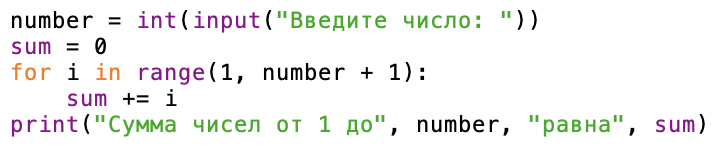 number = int(input("Введите число: "))
sum = 0
for i in range(1, number + 1):
    sum += i
print("Сумма чисел от 1 до", number, "равна", sum)